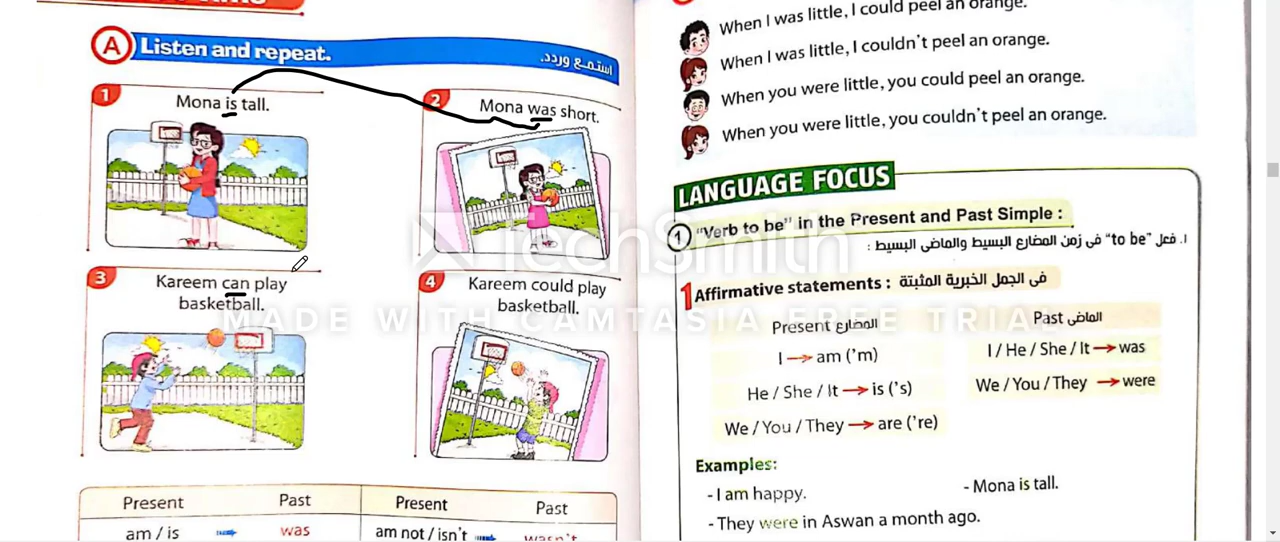 A Listen and repeat. استمع وردد.
1
Mona is tall.
2
Mona was short.
3
Kareem can play
basketball.
4
Kareem could play
basketball.
Present Past Present Past
am / is was am not / isn't wasn't
When I was little, I could peel an orange.
When I was little, I couldn't peel an orange.
When you were little, you could peel an orange.
When you were little, you couldn't peel an orange.
LANGUAGE FOCUS
1 "Verb to be" in the Present and Past Simple :
١. فعل "to be" فى زمن المضارع البسيط والماضى البسيط :
1 Affirmative statements : فى الجمل الخبرية المثبتة
Present المضارع
Past الماضى
I → am ('m)
I / He / She / It → was
He / She / It → is ('s)
We / You / They → were
We / You / They → are ('re)
Examples:
- I am happy.
- Mona is tall.
- They were in Aswan a month ago.
TechSmith
MADE WITH CAMTASIA FREE TRIAL